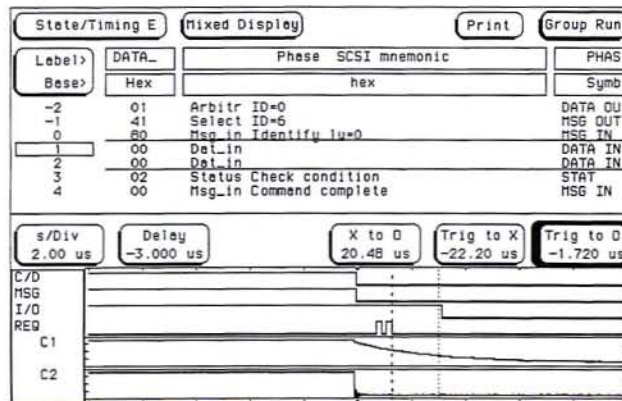 State/Timing E Mixed Display Print Group Run
Label> DATA_ Phase SCSI mnemonic PHAS
Base> Hex hex Symb
-2 01 Arbitr ID=0 DATA OU
-1 41 Select ID=6 MSG OUT
0 80 Msg_in Identify lu=0 MSG IN
1 00 Dat_in DATA IN
2 00 Dat_in DATA IN
3 02 Status Check condition STAT
4 00 Msg_in Command complete MSG IN
s/Div Delay X to O Trig to X Trig to O
2.00 us -3.000 us 20.48 us -22.20 us -1.720 us
C/D
MSG
I/O
REQ
C1
C2